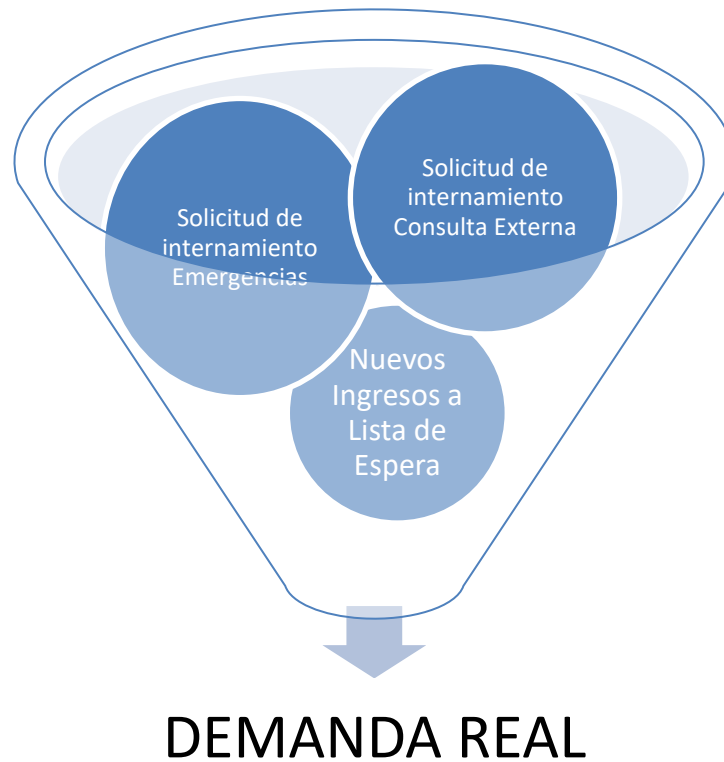 Solicitud de
internamiento
Emergencias
Solicitud de
internamiento
Consulta Externa
Nuevos
Ingresos a
Lista de
Espera
DEMANDA REAL